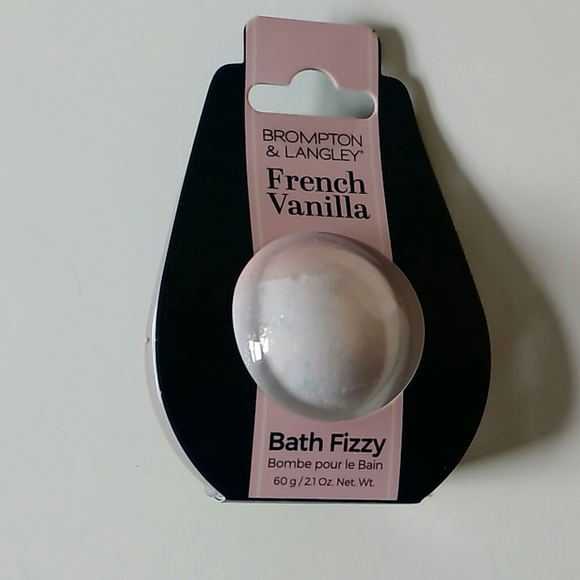 BROMPTON
& LANGLEY®
French
Vanilla
Bath Fizzy
Bombe pour le Bain
60 g / 2.1 Oz. Net. Wt.